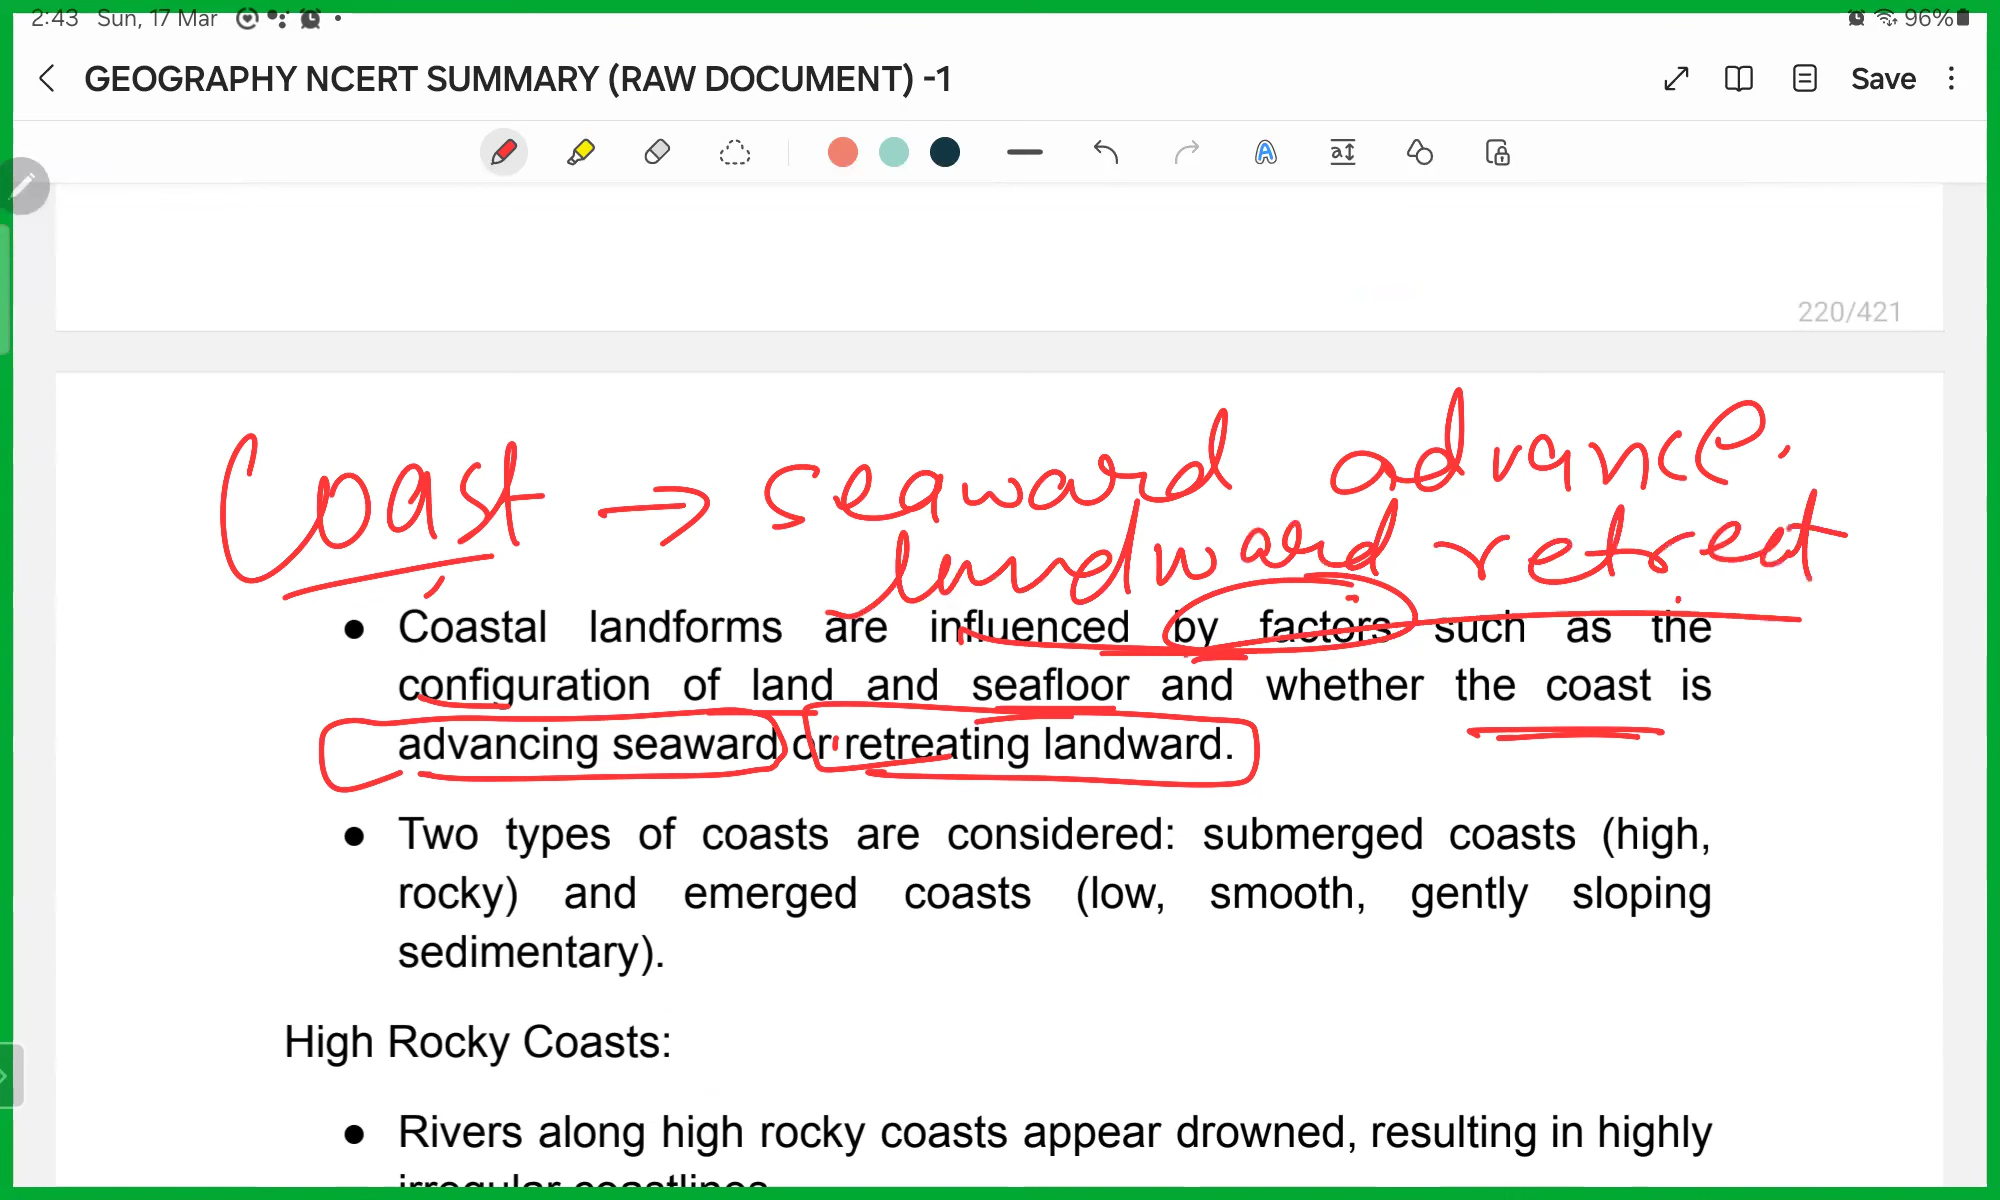 2:43 Sun, 17 Mar 96%
GEOGRAPHY NCERT SUMMARY (RAW DOCUMENT) -1 Save
220/421
Coast → seaward advance.
landward retreat
● Coastal landforms are influenced by factors such as the
configuration of land and seafloor and whether the coast is
advancing seaward or retreating landward.
● Two types of coasts are considered: submerged coasts (high,
rocky) and emerged coasts (low, smooth, gently sloping
sedimentary).
High Rocky Coasts:
● Rivers along high rocky coasts appear drowned, resulting in highly
irregular coastlines